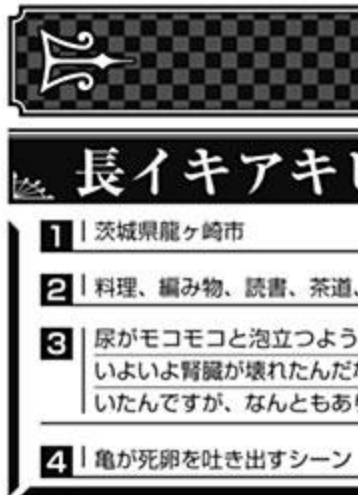 長イキアキヒ
1 茨城県龍ヶ崎市
2 料理、編み物、読書、茶道、
3 尿がモコモコと泡立つよう
いよいよ腎臓が壊れたんだな
いたんですが、なんともあり
4 亀が死卵を吐き出すシーン